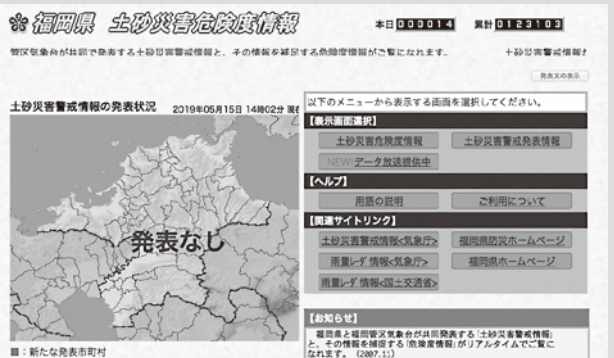 福岡県 土砂災害危険度情報
本日 000014 累計 0123103
管区気象台が共同で発表する土砂災害警戒情報と、その情報を補足する危険度情報がご覧になれます。 土砂災害警戒情報
発表文の表示
土砂災害警戒情報の発表状況 2019年05月15日 14時02分 現在
以下のメニューから表示する画面を選択してください。
【表示画面選択】
土砂災害危険度情報 土砂災害警戒発表情報
NEW! データ放送提供中
【ヘルプ】
用語の説明 ご利用について
【関連サイトリンク】
土砂災害警戒情報<気象庁> 福岡県防災ホームページ
雨量レーダ情報<気象庁> 福岡県ホームページ
雨量レーダ情報<国土交通省>
発表なし
【お知らせ】
福岡県と福岡管区気象台が共同発表する「土砂災害警戒情報」
と、その情報を補足する「危険度情報」がリアルタイムでご覧に
なれます。 (2007.11)
:新たな発表市町村